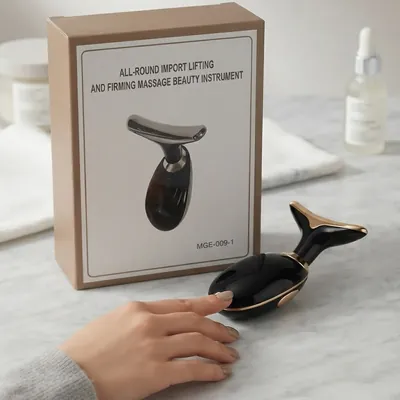 ALL-ROUND IMPORT LIFTING
AND FIRMING MASSAGE BEAUTY INSTRUMENT
MGE-009-1